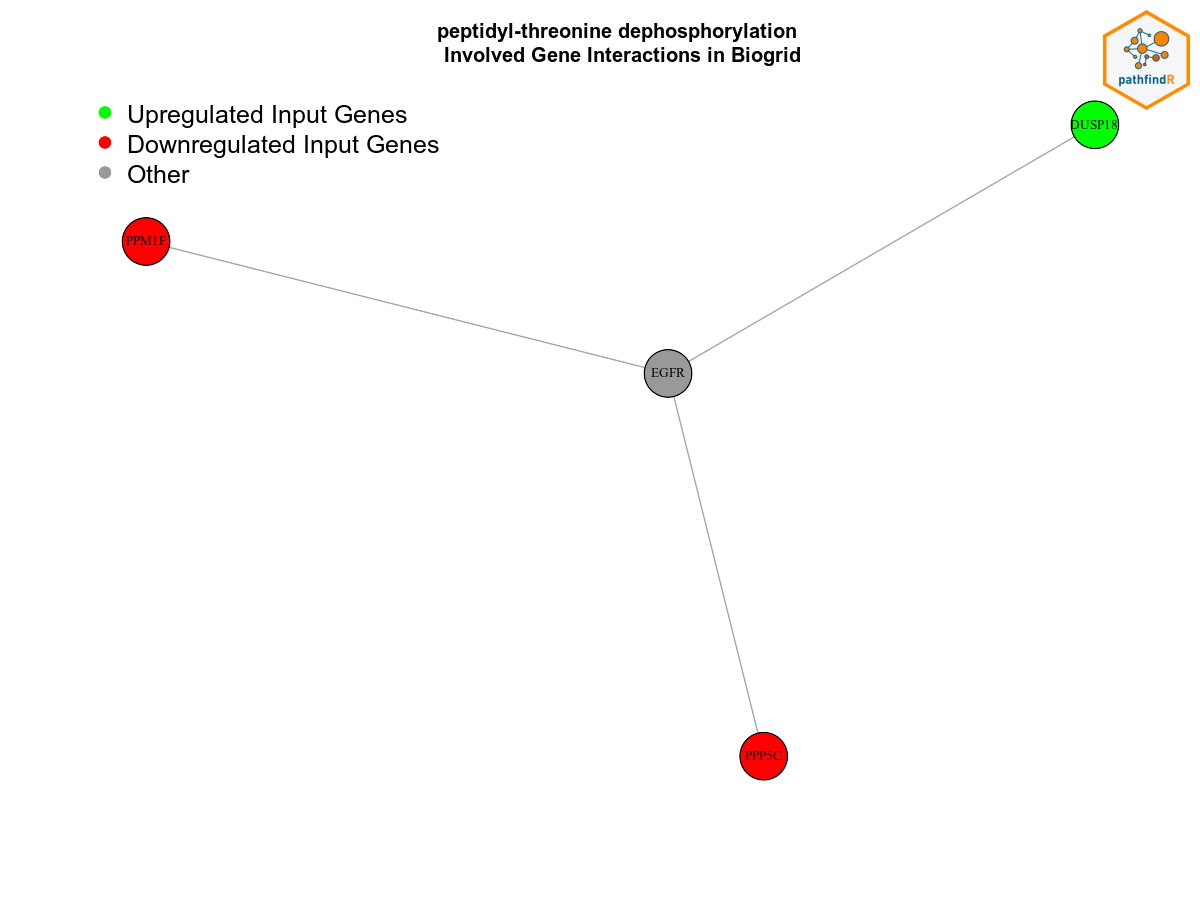 peptidyl-threonine dephosphorylation
Involved Gene Interactions in Biogrid
pathfindR
Upregulated Input Genes
Downregulated Input Genes
Other
DUSP18
PPM1F
EGFR
PPP5C